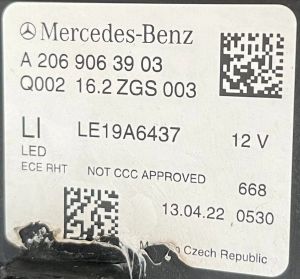 Mercedes-Benz
A 206 906 39 03
Q002 16.2 ZGS 003
LI LE19A6437 12 V
LED
ECE RHT NOT CCC APPROVED
668
13.04.22 0530
Czech Republic